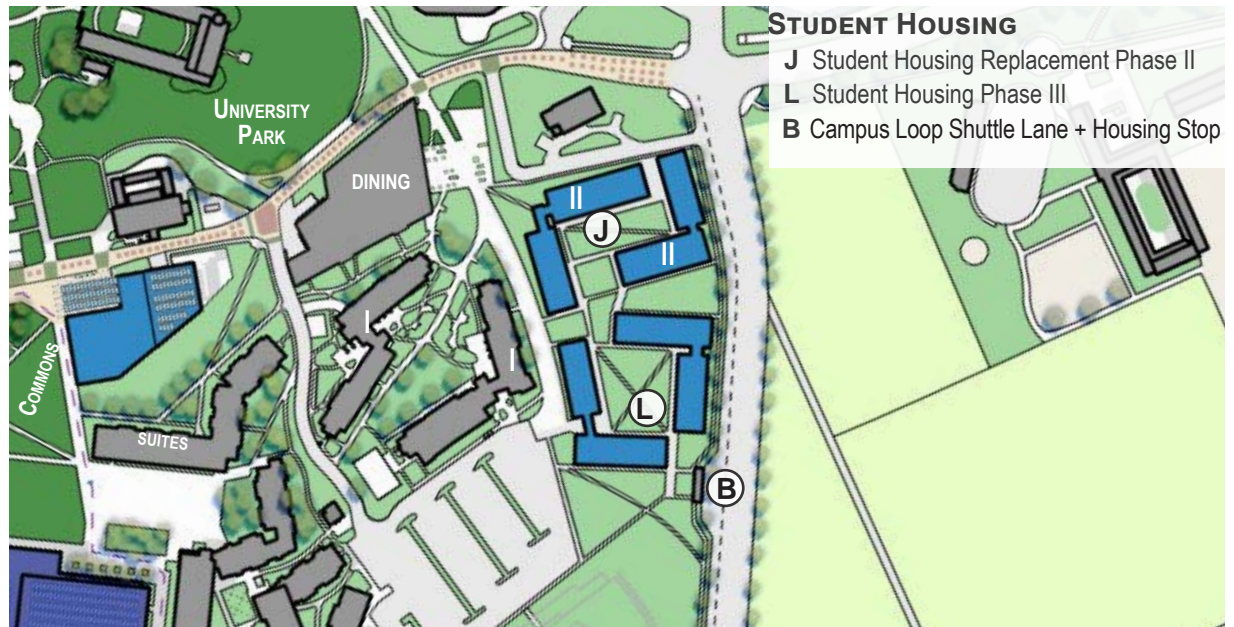 STUDENT HOUSING
J Student Housing Replacement Phase II
L Student Housing Phase III
B Campus Loop Shuttle Lane + Housing Stop
UNIVERSITY
PARK
DINING
II
J
II
I
I
COMMONS
L
SUITES
B